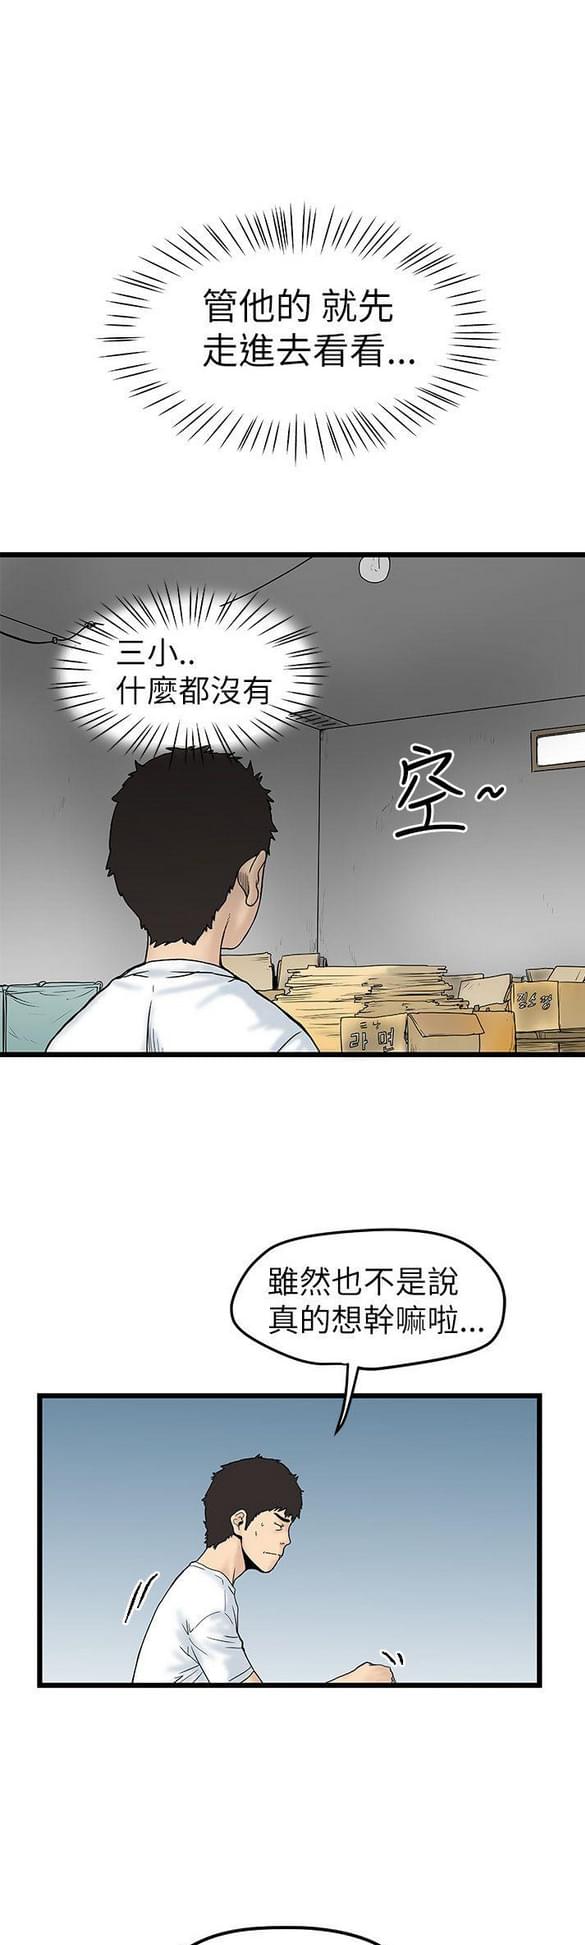 管他的 就先
走進去看看...
三小..
什麼都沒有
空~
라면
雖然也不是說
真的想幹嘛啦...